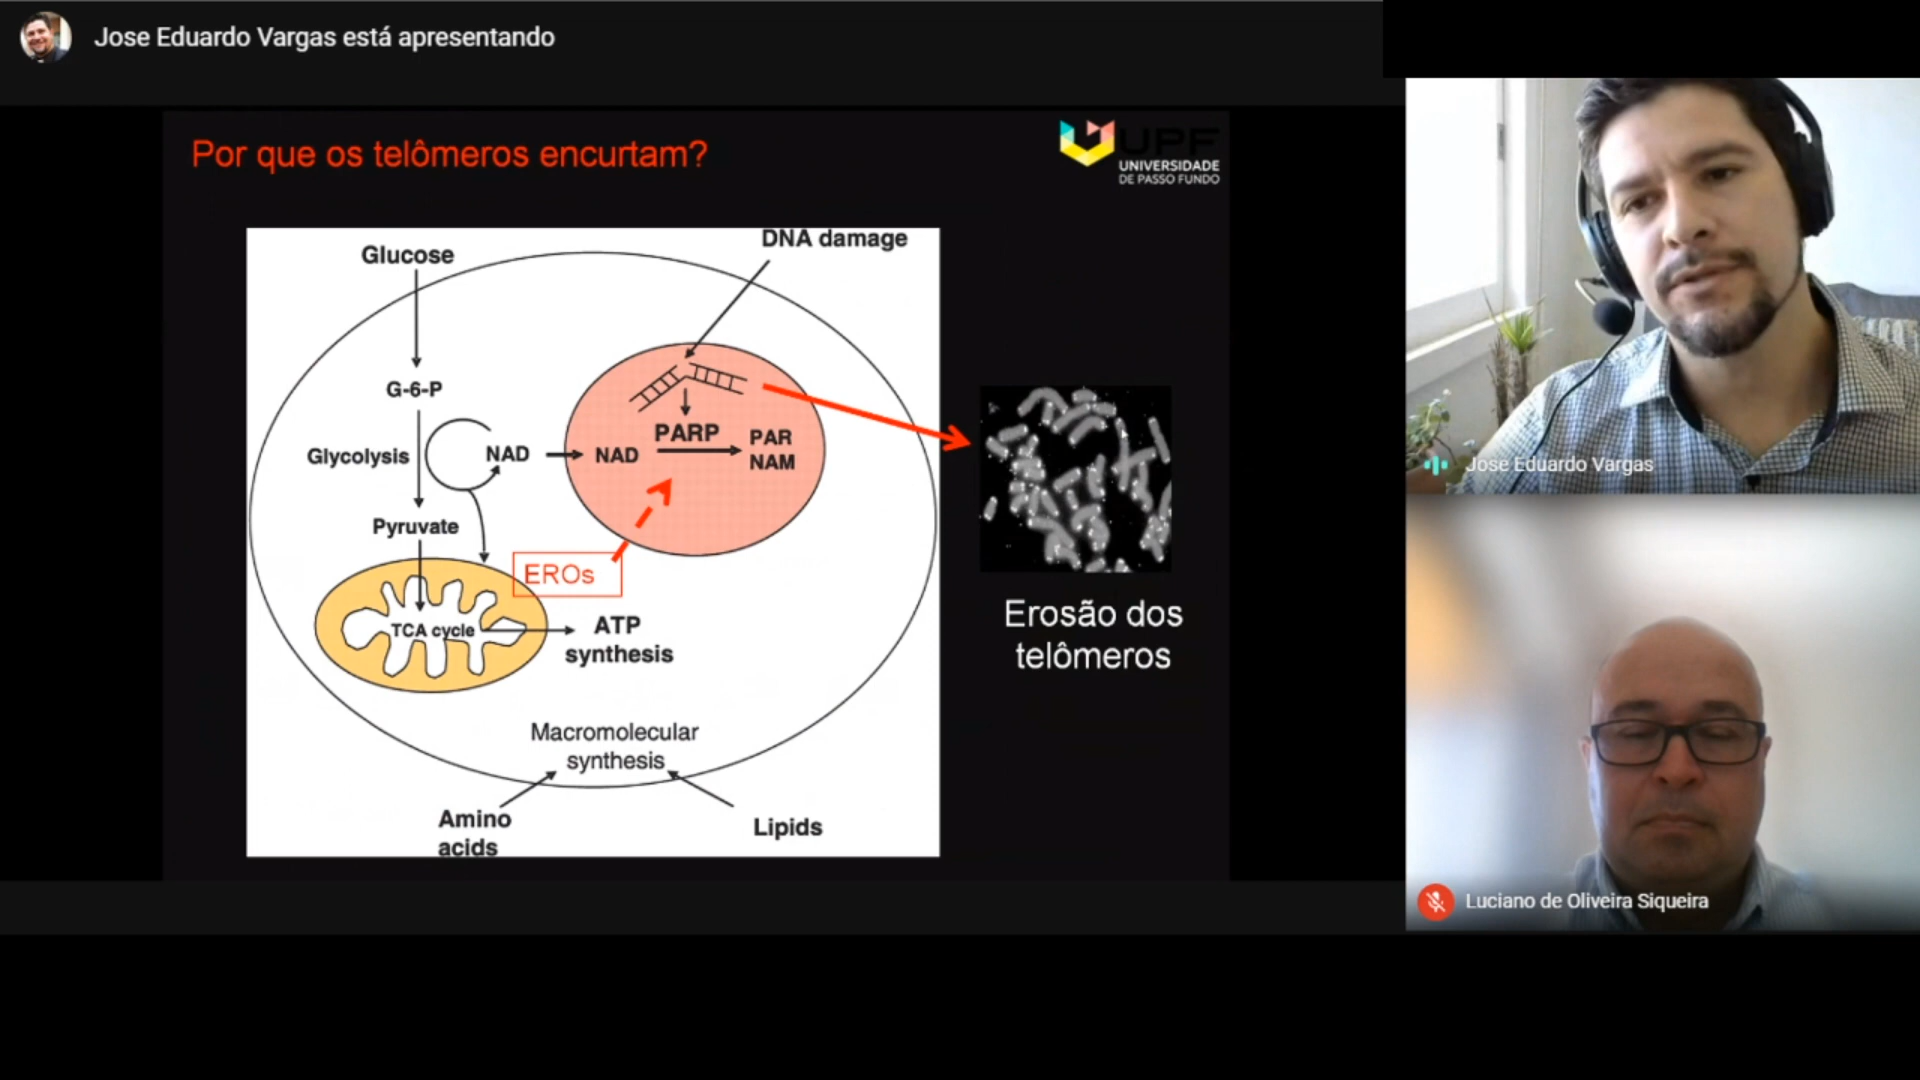 Jose Eduardo Vargas está apresentando
Por que os telômeros encurtam?
UPF
UNIVERSIDADE
DE PASSO FUNDO
Glucose
DNA damage
G-6-P
Glycolysis
NAD
NAD
PARP
PAR
NAM
Pyruvate
EROs
TCA cycle
ATP
synthesis
Macromolecular
synthesis
Amino
acids
Lipids
Erosão dos
telômeros
Jose Eduardo Vargas
Luciano de Oliveira Siqueira